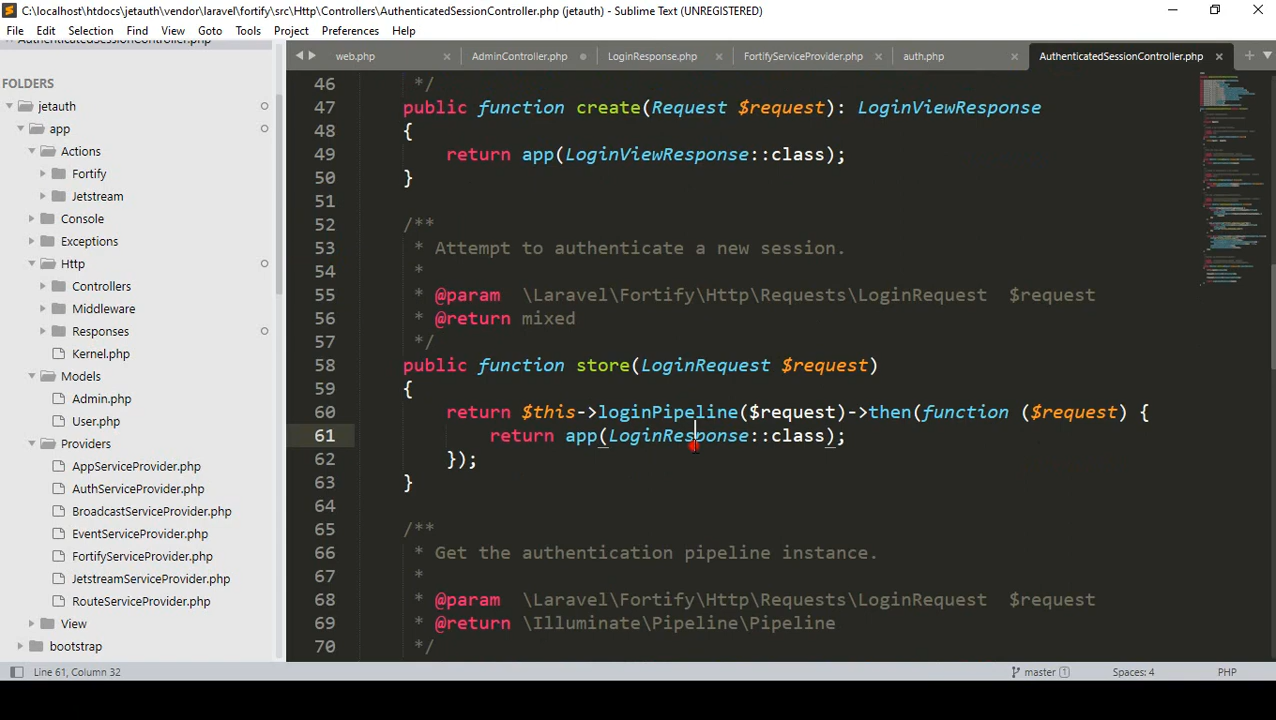 C:\localhost\htdocs\jetauth\vendor\laravel\fortify\src\Http\Controllers\AuthenticatedSessionController.php (jetauth) - Sublime Text (UNREGISTERED)
File Edit Selection Find View Goto Tools Project Preferences Help
AuthenticatedSessionController.php
web.php AdminController.php LoginResponse.php FortifyServiceProvider.php auth.php AuthenticatedSessionController.php
FOLDERS
jetauth
app
Actions
Fortify
Jetstream
Console
Exceptions
Http
Controllers
Middleware
Responses
Kernel.php
Models
Admin.php
User.php
Providers
AppServiceProvider.php
AuthServiceProvider.php
BroadcastServiceProvider.php
EventServiceProvider.php
FortifyServiceProvider.php
JetstreamServiceProvider.php
RouteServiceProvider.php
View
bootstrap
46 */
47 public function create(Request $request): LoginViewResponse
48 {
49 return app(LoginViewResponse::class);
50 }
51
52 /**
53 * Attempt to authenticate a new session.
54 *
55 * @param \Laravel\Fortify\Http\Requests\LoginRequest $request
56 * @return mixed
57 */
58 public function store(LoginRequest $request)
59 {
60 return $this->loginPipeline($request)->then(function ($request) {
61 return app(LoginResponse::class);
62 });
63 }
64
65 /**
66 * Get the authentication pipeline instance.
67 *
68 * @param \Laravel\Fortify\Http\Requests\LoginRequest $request
69 * @return \Illuminate\Pipeline\Pipeline
70 */
Line 61, Column 32 master 1 Spaces: 4 PHP